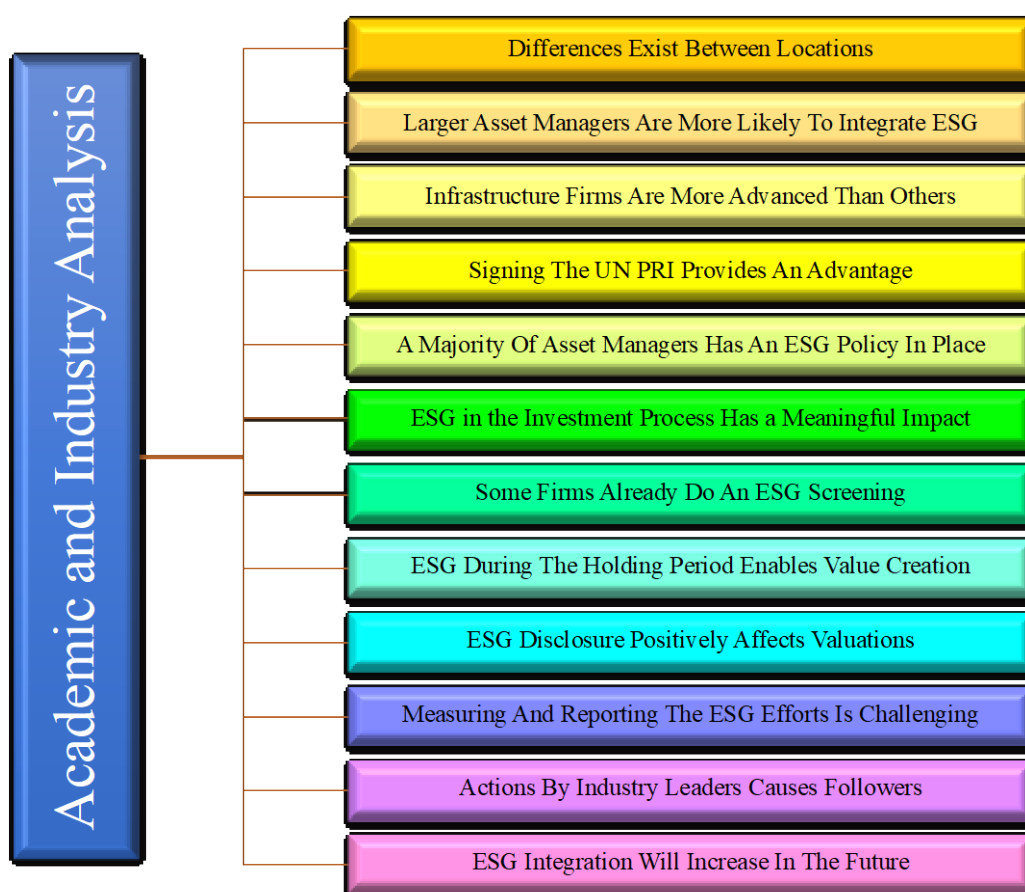 Academic and Industry Analysis
Differences Exist Between Locations
Larger Asset Managers Are More Likely To Integrate ESG
Infrastructure Firms Are More Advanced Than Others
Signing The UN PRI Provides An Advantage
A Majority Of Asset Managers Has An ESG Policy In Place
ESG in the Investment Process Has a Meaningful Impact
Some Firms Already Do An ESG Screening
ESG During The Holding Period Enables Value Creation
ESG Disclosure Positively Affects Valuations
Measuring And Reporting The ESG Efforts Is Challenging
Actions By Industry Leaders Causes Followers
ESG Integration Will Increase In The Future